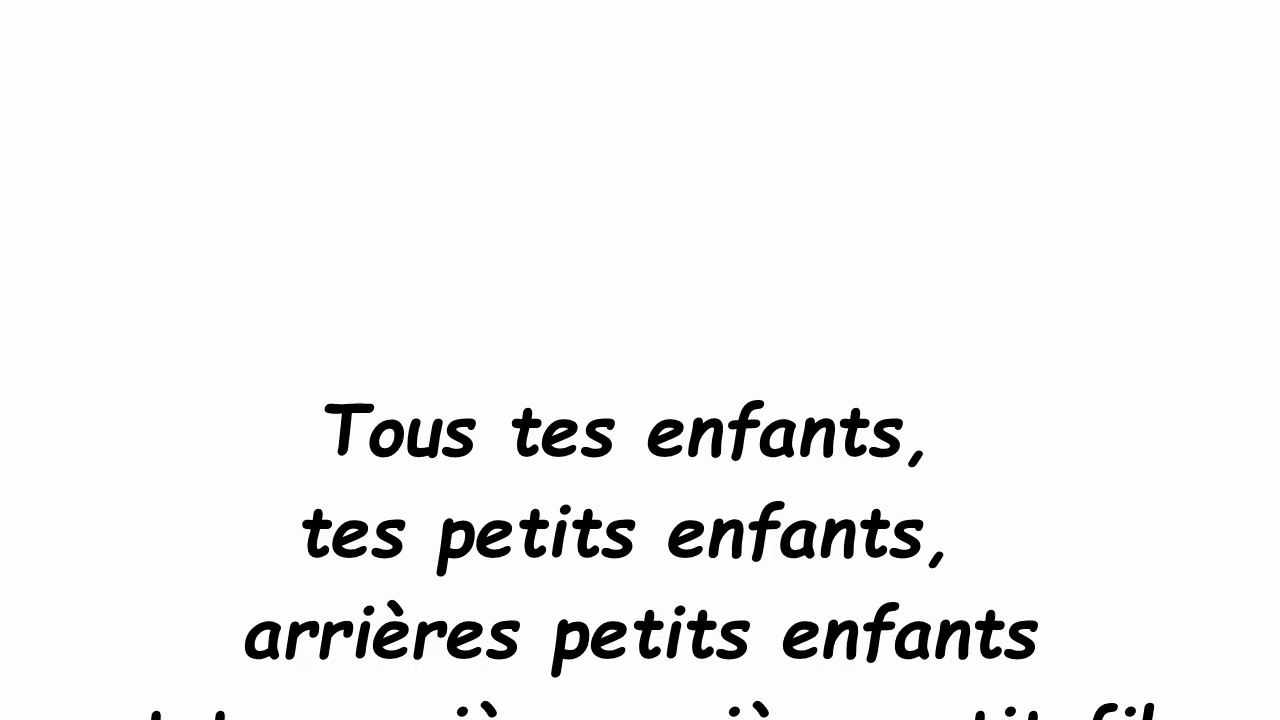 Tous tes enfants,
tes petits enfants,
arrières petits enfants